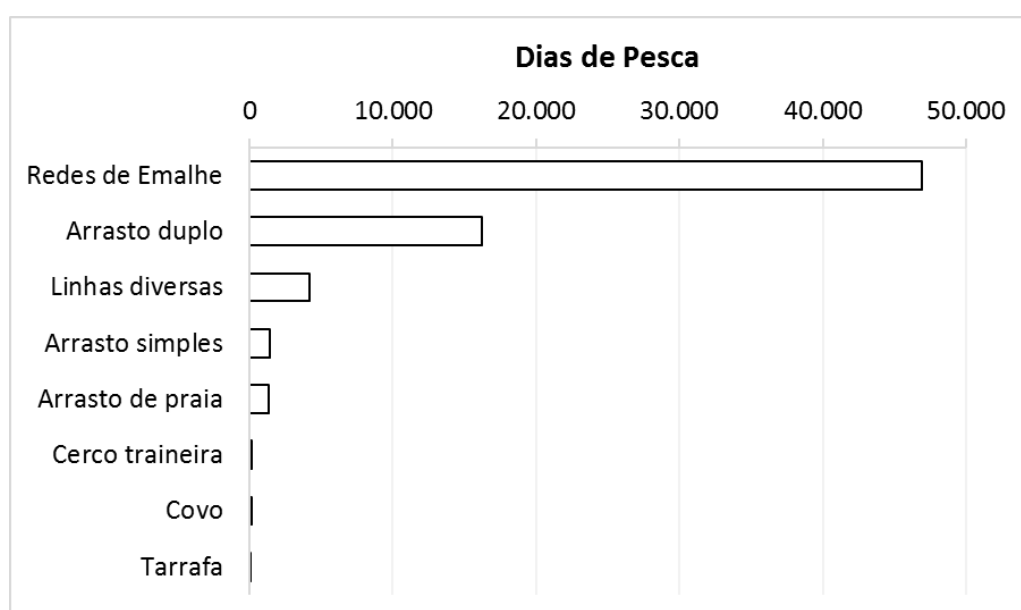 Dias de Pesca
0 10.000 20.000 30.000 40.000 50.000
Redes de Emalhe
Arrasto duplo
Linhas diversas
Arrasto simples
Arrasto de praia
Cerco traineira
Covo
Tarrafa